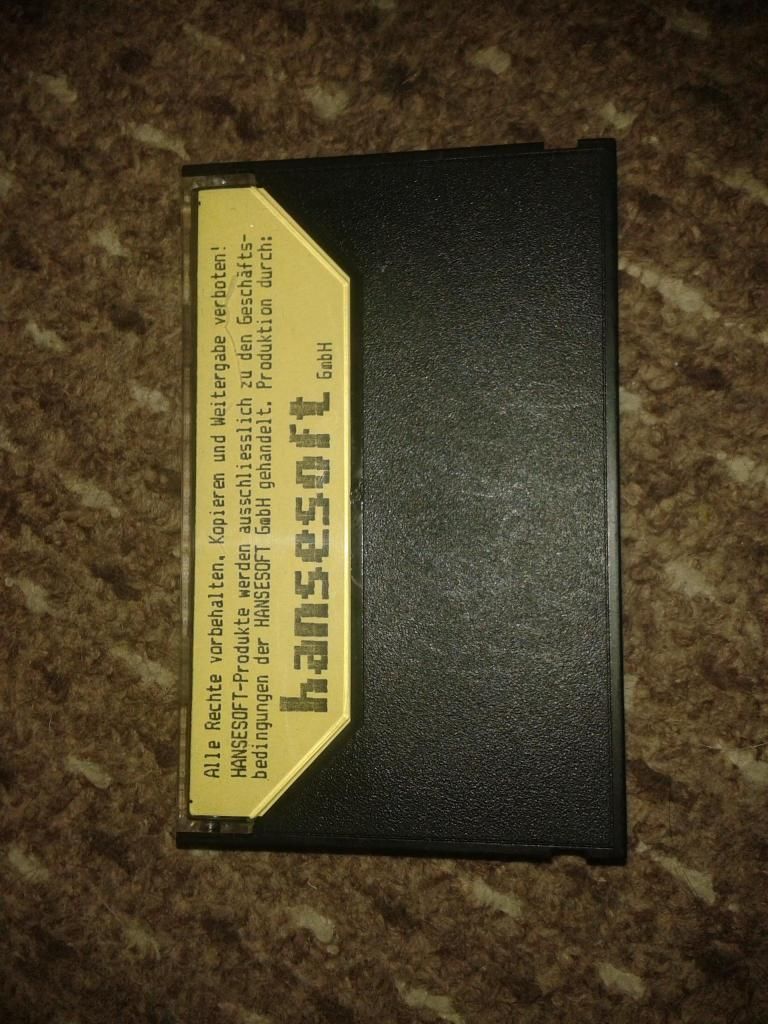 Alle Rechte vorbehalten, Kopieren und Weitergabe verboten!
HANSESOFT-Produkte werden ausschliesslich zu den Geschäfts-
bedingungen der HANSESOFT GmbH gehandelt. Produktion durch:
hansesoft GmbH